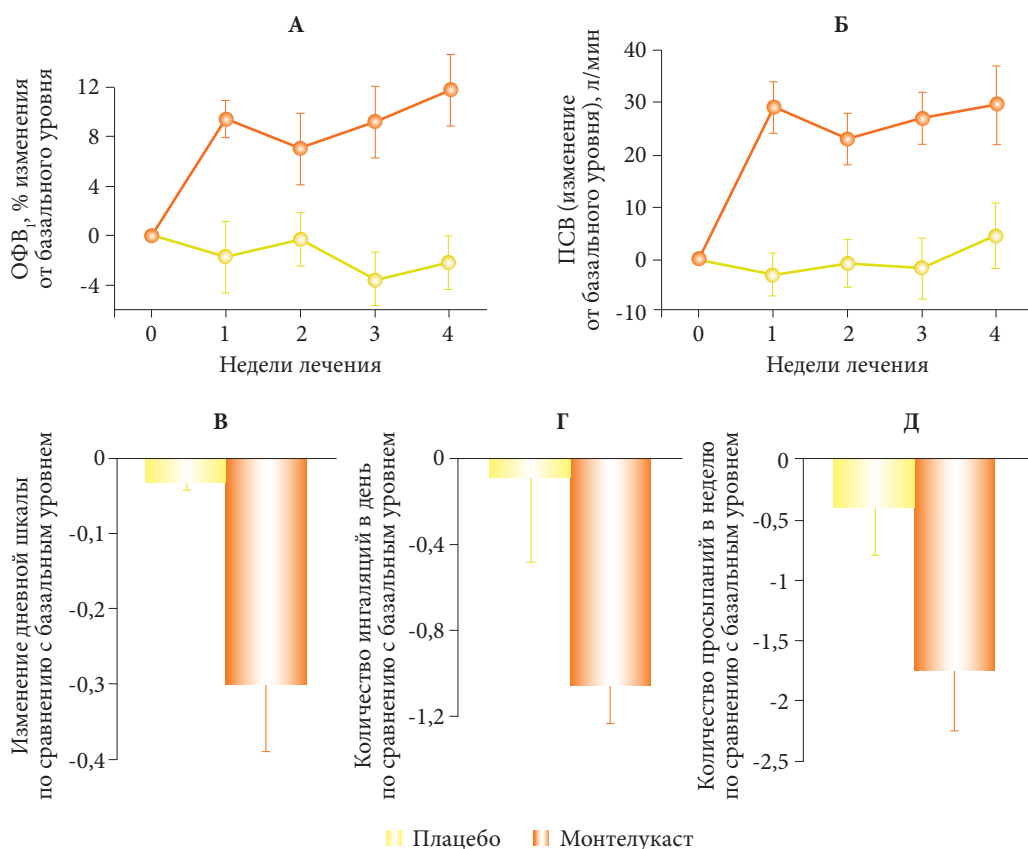 А
ОФВ1, % изменения
от базального уровня
12
8
4
0
-4
0 1 2 3 4
Недели лечения
Б
ПСВ (изменение
от базального уровня), л/мин
40
30
20
10
0
-10
0 1 2 3 4
Недели лечения
В
Изменение дневной шкалы
по сравнению с базальным уровнем
0
-0,1
-0,2
-0,3
-0,4
Г
Количество ингаляций в день
по сравнению с базальным уровнем
0
-0,4
-0,8
-1,2
Д
Количество просыпаний в неделю
по сравнению с базальным уровнем
0
-0,5
-1
-1,5
-2
-2,5
Плацебо
Монтелукаст